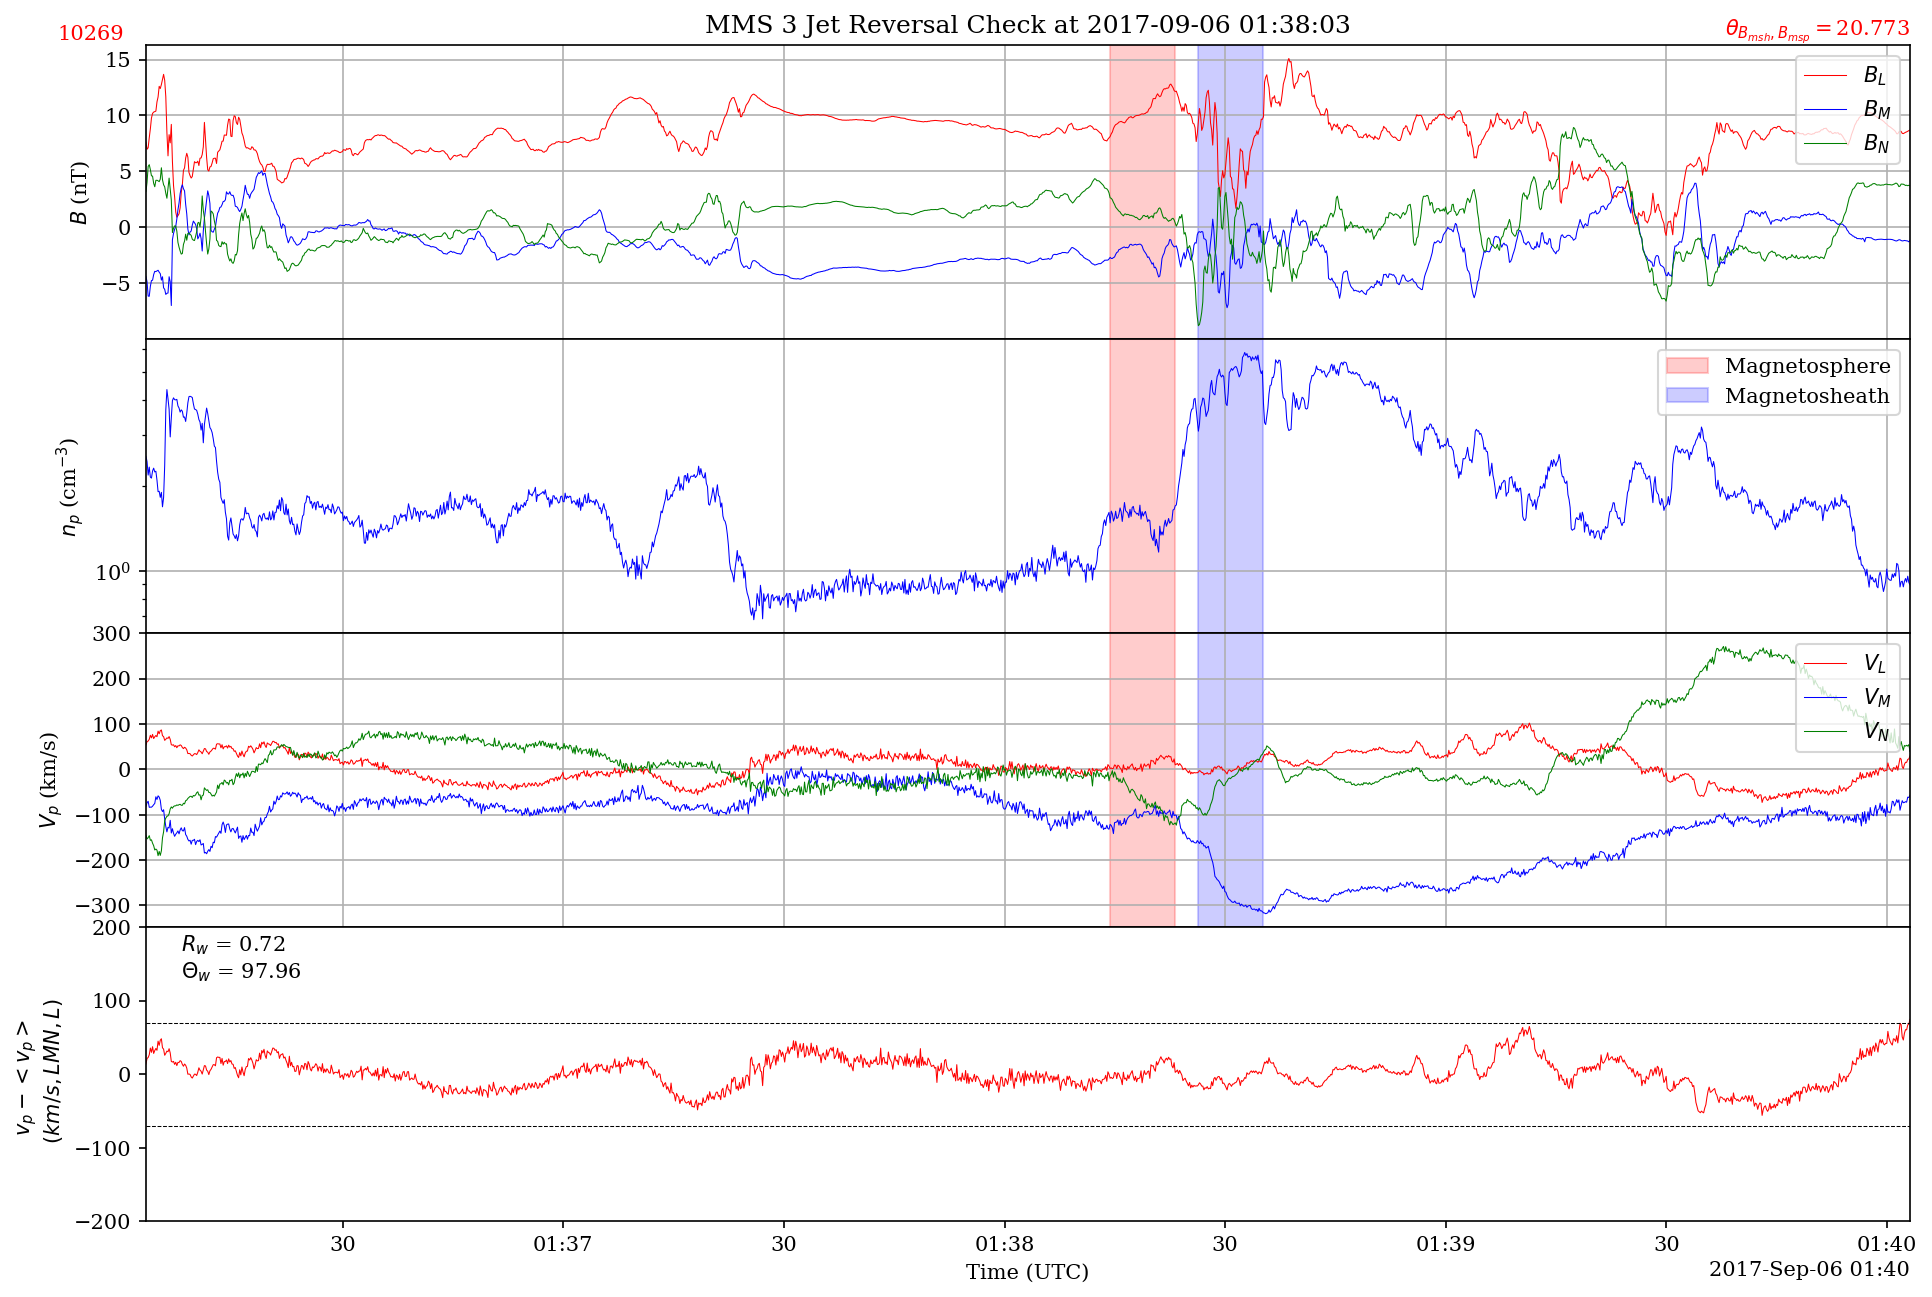 10269
MMS 3 Jet Reversal Check at 2017-09-06 01:38:03
θ_{B_{msh}, B_{msp}} = 20.773
15
10
5
0
−5
B (nT)
B_L
B_M
B_N
10^0
n_p (cm^{−3})
Magnetosphere
Magnetosheath
300
200
100
0
−100
−200
−300
V_p (km/s)
V_L
V_M
V_N
200
100
0
−100
−200
v_p − < v_p >
(km/s, LMN, L)
R_w = 0.72
Θ_w = 97.96
30
01:37
30
01:38
30
01:39
30
01:40
Time (UTC)
2017-Sep-06 01:40